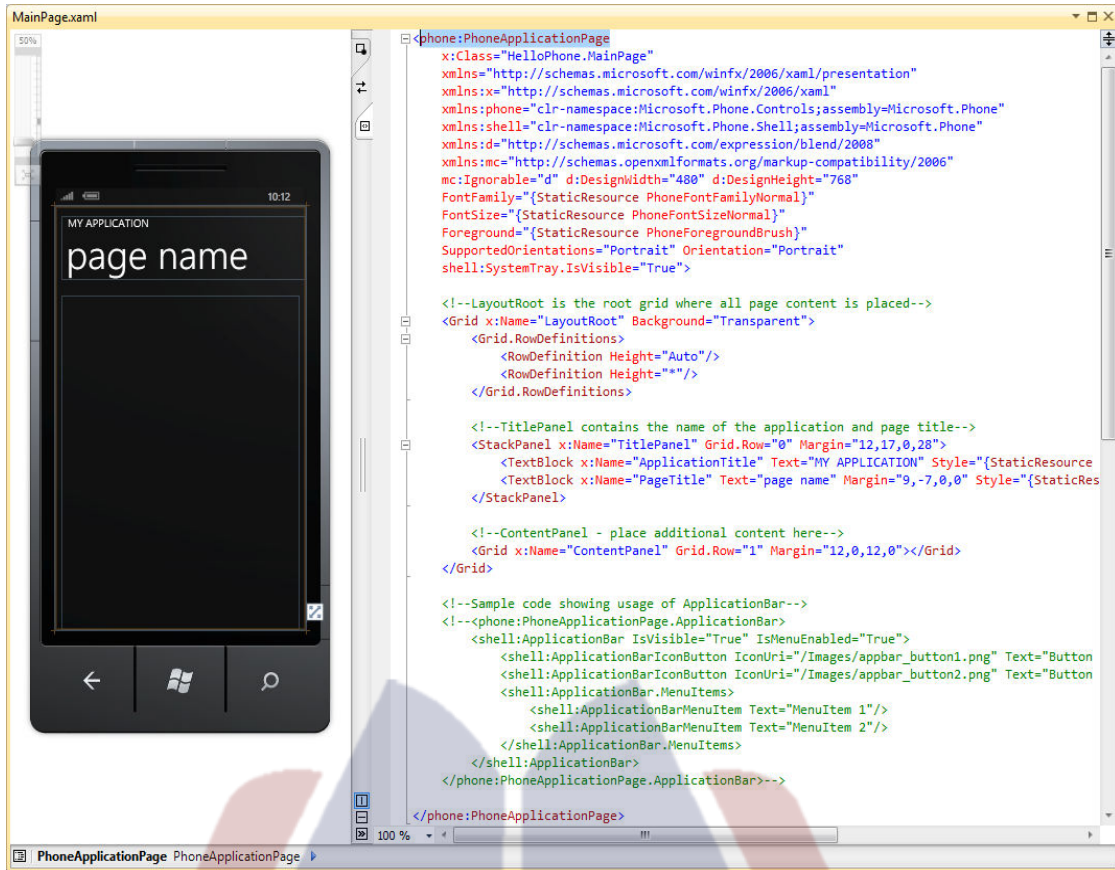 MainPage.xaml
50%
10:12
MY APPLICATION
page name
<phone:PhoneApplicationPage
x:Class="HelloPhone.MainPage"
xmlns="http://schemas.microsoft.com/winfx/2006/xaml/presentation"
xmlns:x="http://schemas.microsoft.com/winfx/2006/xaml"
xmlns:phone="clr-namespace:Microsoft.Phone.Controls;assembly=Microsoft.Phone"
xmlns:shell="clr-namespace:Microsoft.Phone.Shell;assembly=Microsoft.Phone"
xmlns:d="http://schemas.microsoft.com/expression/blend/2008"
xmlns:mc="http://schemas.openxmlformats.org/markup-compatibility/2006"
mc:Ignorable="d" d:DesignWidth="480" d:DesignHeight="768"
FontFamily="{StaticResource PhoneFontFamilyNormal}"
FontSize="{StaticResource PhoneFontSizeNormal}"
Foreground="{StaticResource PhoneForegroundBrush}"
SupportedOrientations="Portrait" Orientation="Portrait"
shell:SystemTray.IsVisible="True">
<!--LayoutRoot is the root grid where all page content is placed-->
<Grid x:Name="LayoutRoot" Background="Transparent">
<Grid.RowDefinitions>
<RowDefinition Height="Auto"/>
<RowDefinition Height="*"/>
</Grid.RowDefinitions>
<!--TitlePanel contains the name of the application and page title-->
<StackPanel x:Name="TitlePanel" Grid.Row="0" Margin="12,17,0,28">
<TextBlock x:Name="ApplicationTitle" Text="MY APPLICATION" Style="{StaticResource
<TextBlock x:Name="PageTitle" Text="page name" Margin="9,-7,0,0" Style="{StaticRes
</StackPanel>
<!--ContentPanel - place additional content here-->
<Grid x:Name="ContentPanel" Grid.Row="1" Margin="12,0,12,0"></Grid>
</Grid>
<!--Sample code showing usage of ApplicationBar-->
<!--<phone:PhoneApplicationPage.ApplicationBar>
<shell:ApplicationBar IsVisible="True" IsMenuEnabled="True">
<shell:ApplicationBarIconButton IconUri="/Images/appbar_button1.png" Text="Button
<shell:ApplicationBarIconButton IconUri="/Images/appbar_button2.png" Text="Button
<shell:ApplicationBar.MenuItems>
<shell:ApplicationBarMenuItem Text="MenuItem 1"/>
<shell:ApplicationBarMenuItem Text="MenuItem 2"/>
</shell:ApplicationBar.MenuItems>
</shell:ApplicationBar>
</phone:PhoneApplicationPage.ApplicationBar>-->
</phone:PhoneApplicationPage>
100 %
PhoneApplicationPage PhoneApplicationPage